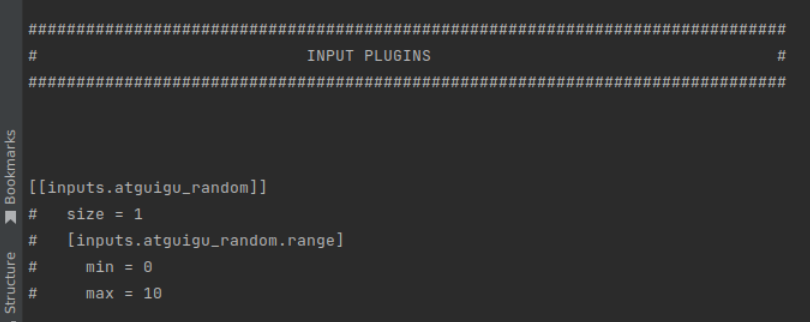 ###############################################################################
#                            INPUT PLUGINS                                    #
###############################################################################
[[inputs.atguigu_random]]
#   size = 1
#   [inputs.atguigu_random.range]
#     min = 0
#     max = 10
Bookmarks
Structure